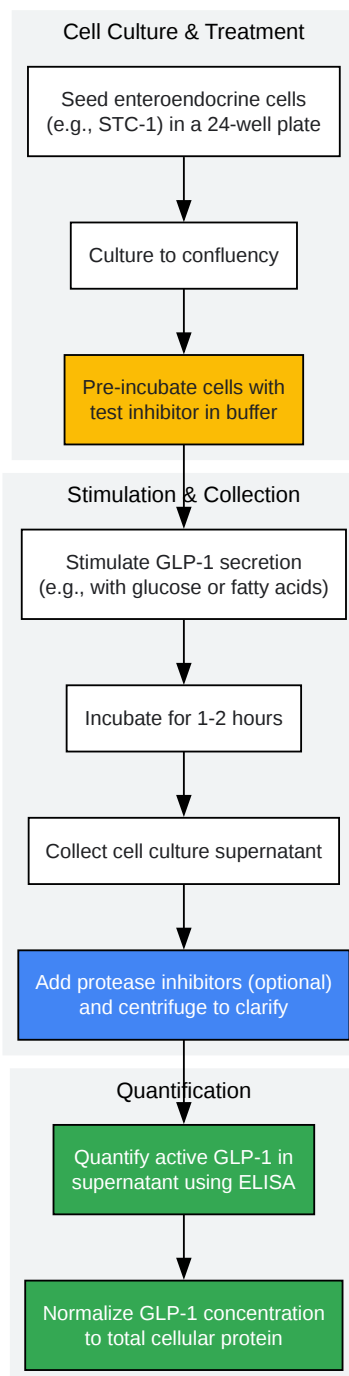 Cell Culture & Treatment
Seed enteroendocrine cells
(e.g., STC-1) in a 24-well plate
Culture to confluency
Pre-incubate cells with
test inhibitor in buffer
Stimulation & Collection
Stimulate GLP-1 secretion
(e.g., with glucose or fatty acids)
Incubate for 1-2 hours
Collect cell culture supernatant
Add protease inhibitors (optional)
and centrifuge to clarify
Quantification
Quantify active GLP-1 in
supernatant using ELISA
Normalize GLP-1 concentration
to total cellular protein